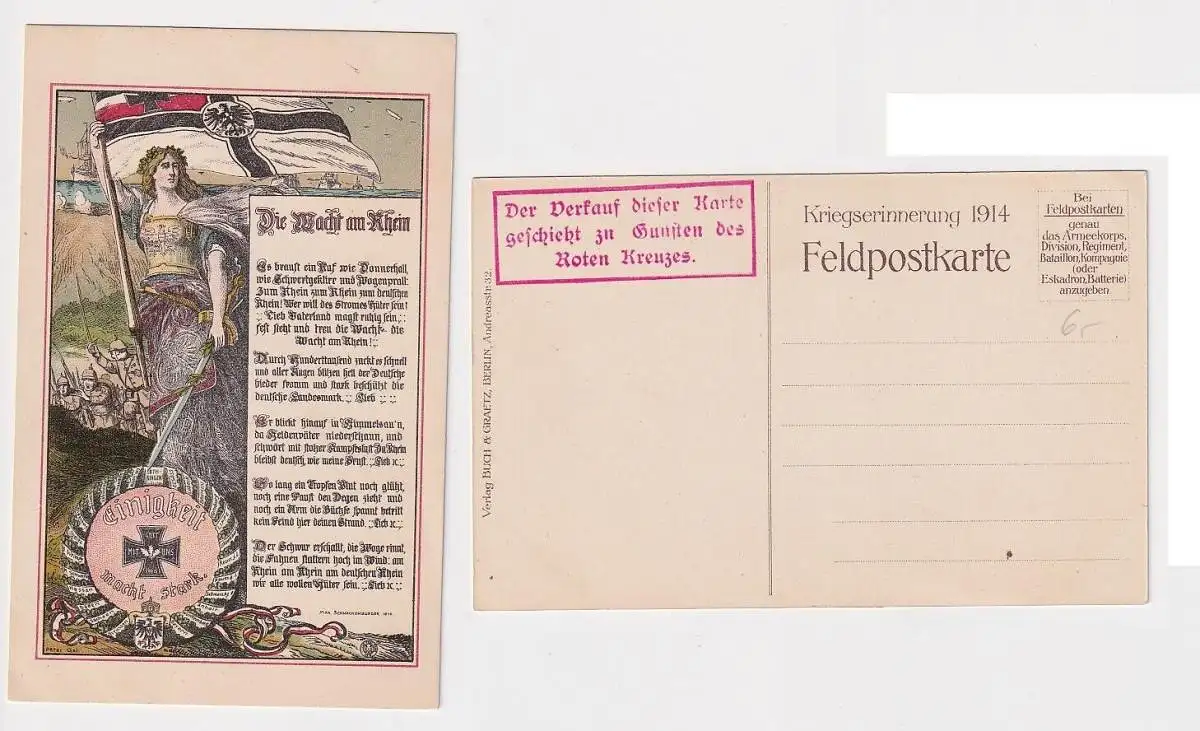 Die Wacht am Rhein
Es braust ein Ruf wie Donnerhall,
wie Schwertgeklirr und Wogenprall:
Zum Rhein zum Rhein zum deutschen
Rhein! Wer will des Stromes Hüter sein!
Lieb Vaterland magst ruhig sein;
fest steht und treu die Wacht die
Wacht am Rhein!
Durch Hunderttausend zuckt es schnell
und aller Augen blitzen hell der Deutsche
bieder fromm und stark beschützt die
deutsche Landesmark. Lieb
Er blickt hinauf in Himmelsau'n,
da Heldenväter niederschaun, und
schwört mit stolzer Kampfeslust Du Rhein
bleibst deutsch, wie meine Brust. Lieb
So lang ein Tropfen Blut noch glüht,
noch eine Faust den Degen zieht und
noch ein Arm die Büchse spannt betritt
kein Feind hier deinen Strand. Lieb
Der Schwur erschallt, die Woge rinnt,
die Fahnen flattern hoch im Wind: am
Rhein am Rhein am deutschen Rhein
wir alle wollen Hüter sein. Lieb
Einigkeit
GOTT
MIT UNS
macht stark.
Der Verkauf dieser Karte
geschieht zu Gunsten des
Roten Kreuzes.
Verlag BUCH & GRAETZ, BERLIN, Andreasstr. 32.
Kriegserinnerung 1914
Feldpostkarte
Bei
Feldpostkarten
genau
das Armeekorps,
Division, Regiment,
Bataillon, Kompagnie
(oder
Eskadron, Batterie)
anzugeben
6,-